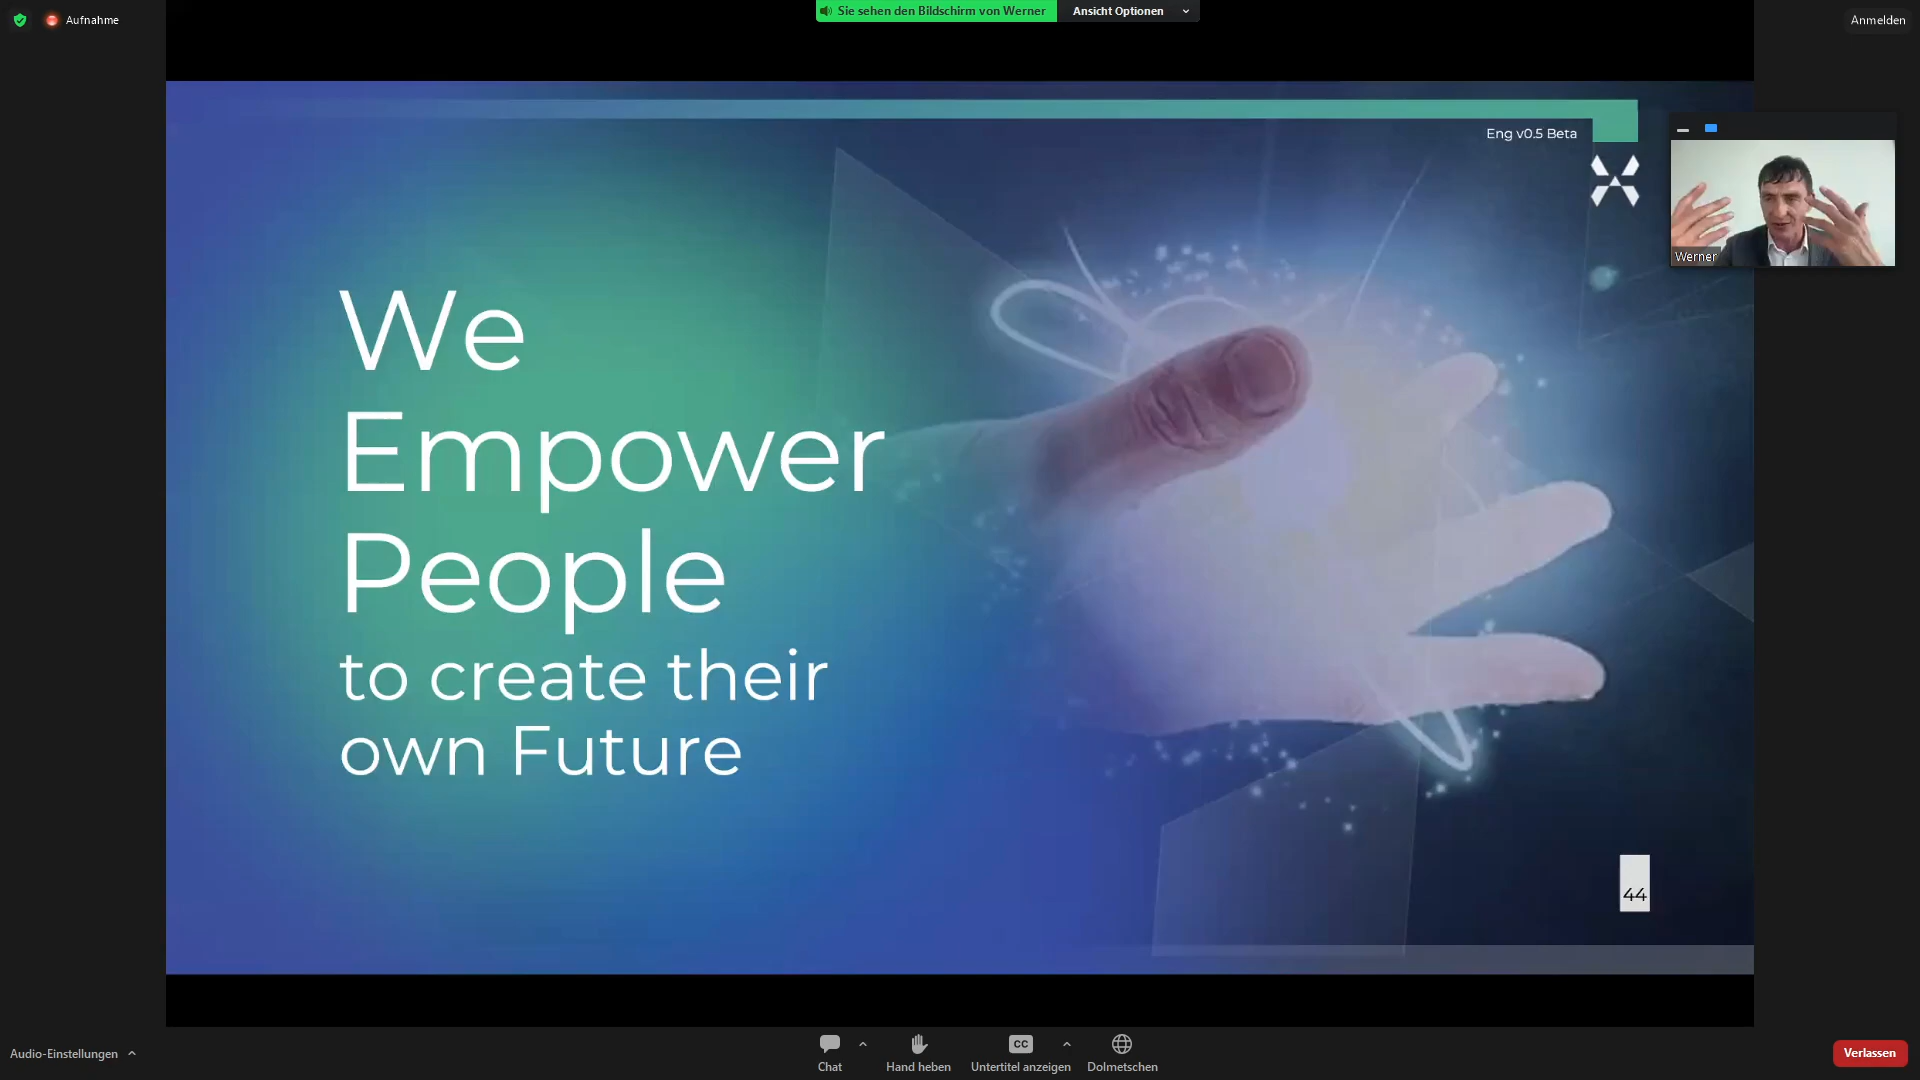 Aufnahme
Sie sehen den Bildschirm von Werner
Ansicht Optionen
Anmelden
Eng v0.5 Beta
Werner
We
Empower
People
to create their
own Future
44
Audio-Einstellungen
Chat
Hand heben
CC
Untertitel anzeigen
Dolmetschen
Verlassen